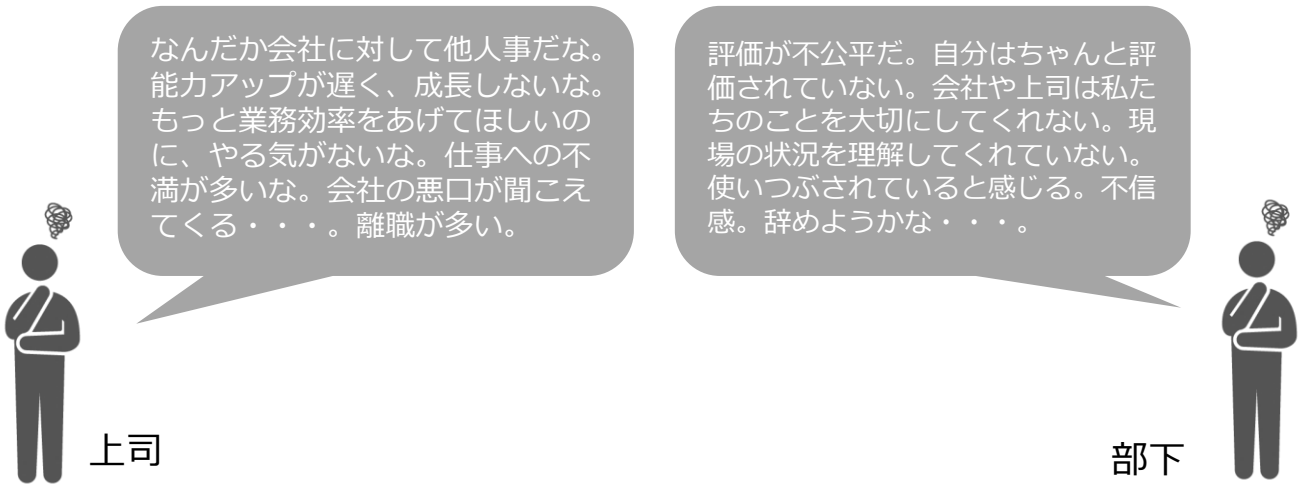 なんだか会社に対して他人事だな。
能力アップが遅く、成長しないな。
もっと業務効率をあげてほしいの
に、やる気がないな。仕事への不
満が多いな。会社の悪口が聞こえ
てくる・・・。離職が多い。
評価が不公平だ。自分はちゃんと評
価されていない。会社や上司は私た
ちのことを大切にしてくれない。現
場の状況を理解してくれていない。
使いつぶされていると感じる。不信
感。辞めようかな・・・。
上司
部下